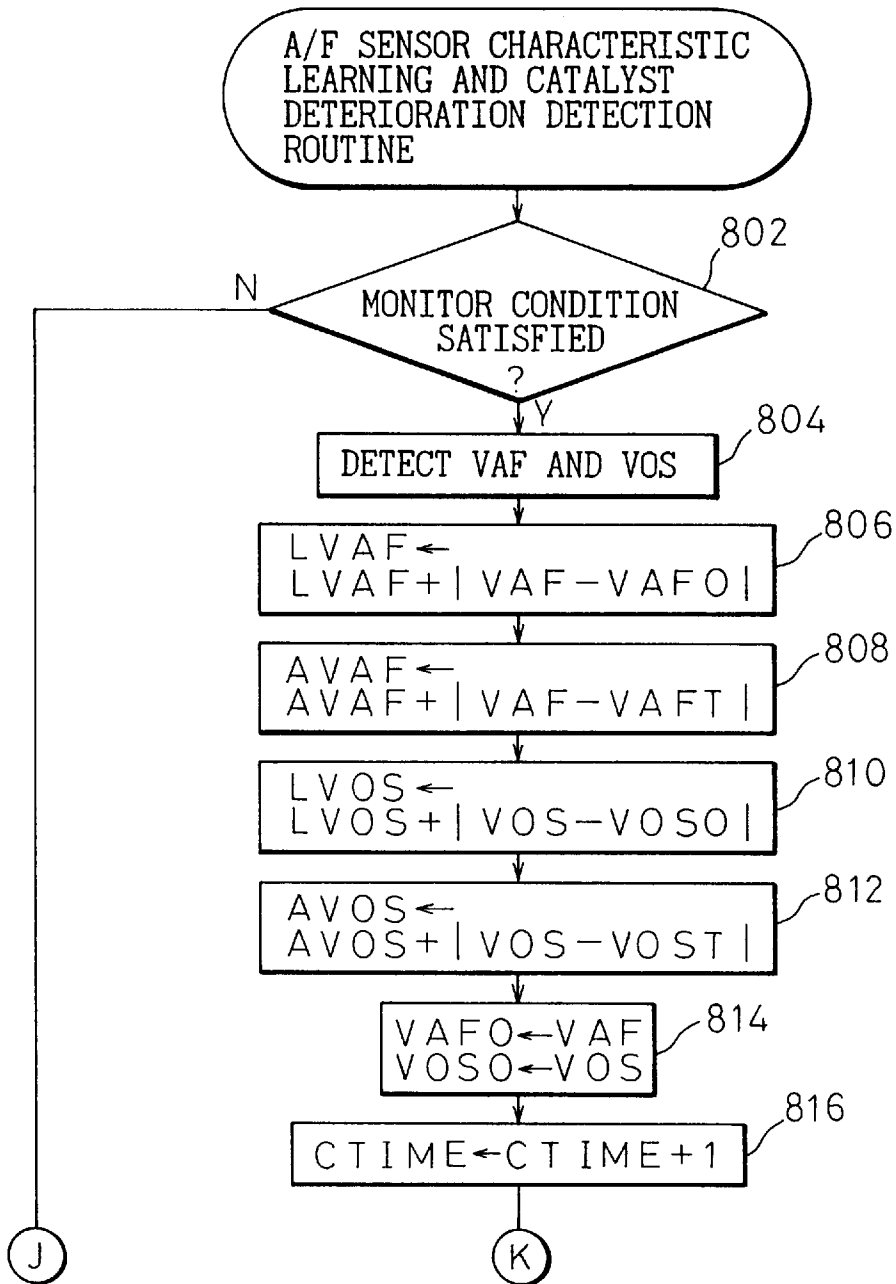 A/F SENSOR CHARACTERISTIC
LEARNING AND CATALYST
DETERIORATION DETECTION
ROUTINE
802
N
MONITOR CONDITION
SATISFIED
?
Y
804
DETECT VAF AND VOS
806
LVAF←
LVAF+|VAF−VAFO|
808
AVAF←
AVAF+|VAF−VAFT|
810
LVOS←
LVOS+|VOS−VOSO|
812
AVOS←
AVOS+|VOS−VOST|
814
VAFO←VAF
VOSO←VOS
816
CTIME←CTIME+1
J
K